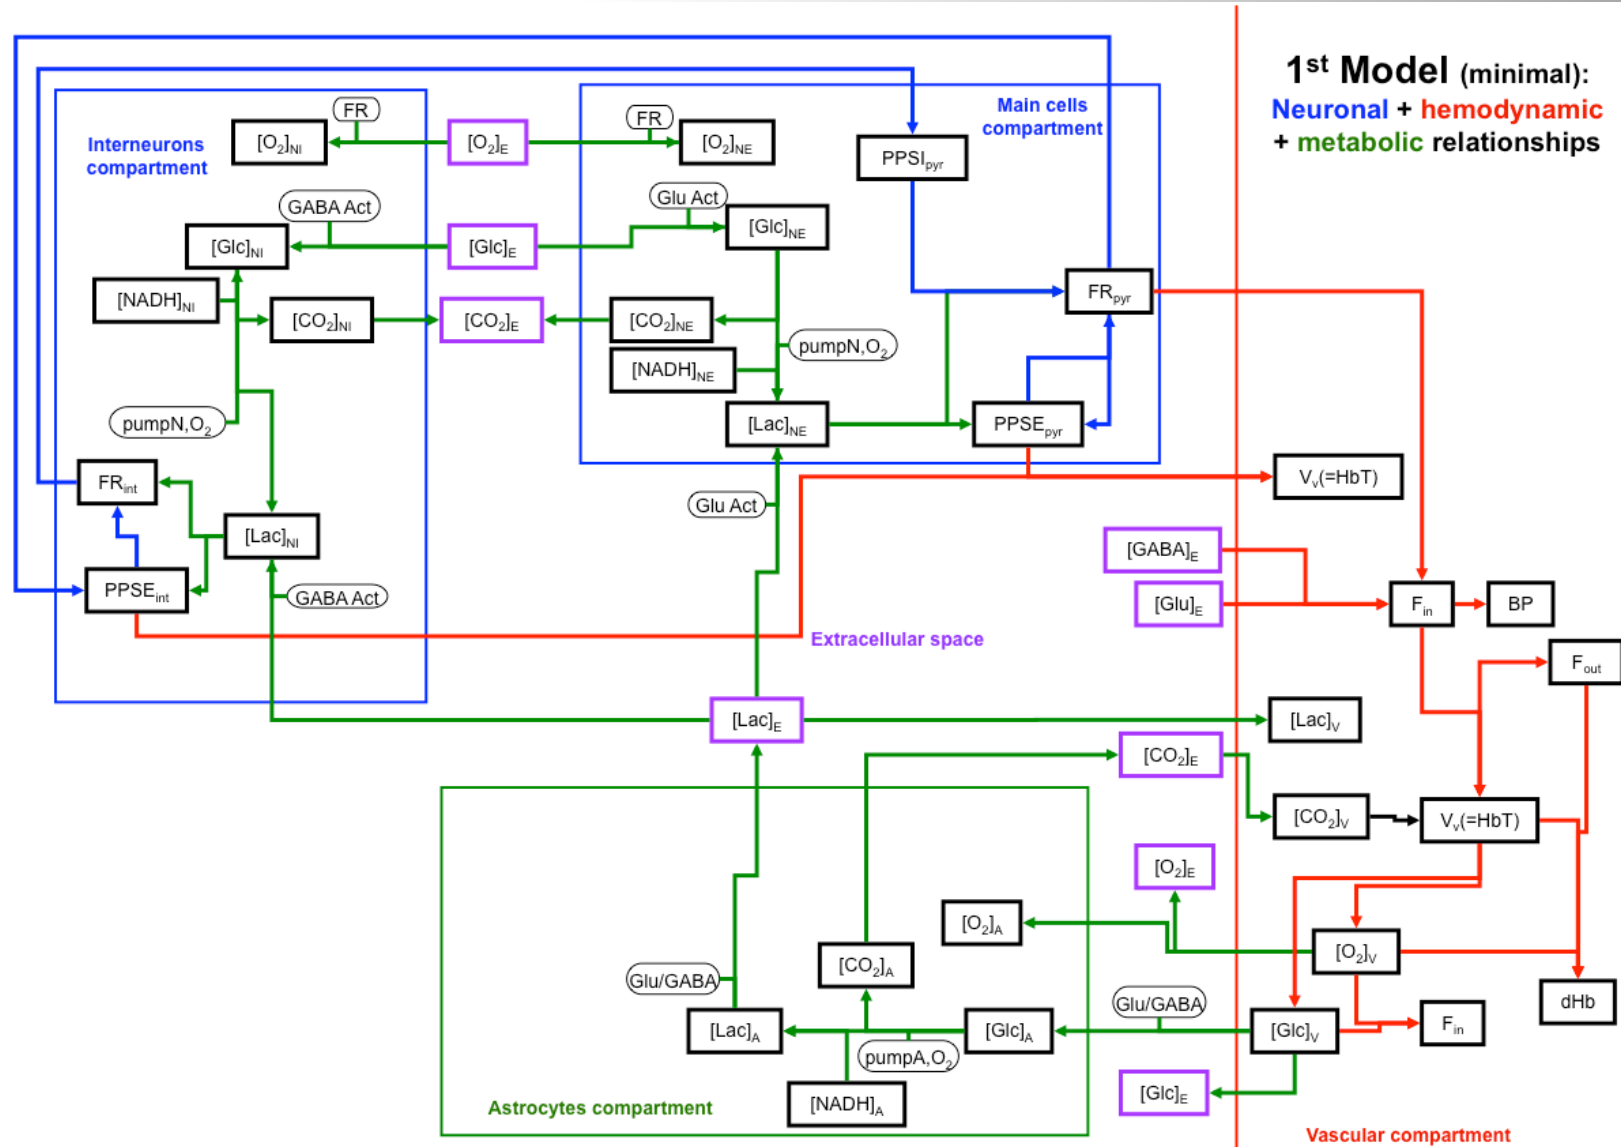 1st Model (minimal):
Neuronal + hemodynamic
+ metabolic relationships
Interneurons
compartment
Main cells
compartment
FR
[O2]NI
[O2]E
FR
[O2]NE
PPSIpyr
GABA Act
Glu Act
[Glc]NI
[Glc]E
[Glc]NE
[NADH]NI
[CO2]NI
[CO2]E
[CO2]NE
FRpyr
pumpN,O2
[NADH]NE
pumpN,O2
[Lac]NE
PPSEpyr
FRint
Glu Act
Vv(=HbT)
[Lac]NI
[GABA]E
PPSEint
GABA Act
[Glu]E
Fin
BP
Extracellular space
Fout
[Lac]E
[Lac]V
[CO2]E
[CO2]V
Vv(=HbT)
[O2]E
[O2]A
[O2]V
[CO2]A
Glu/GABA
Glu/GABA
dHb
[Lac]A
[Glc]A
[Glc]V
Fin
pumpA,O2
[NADH]A
[Glc]E
Astrocytes compartment
Vascular compartment